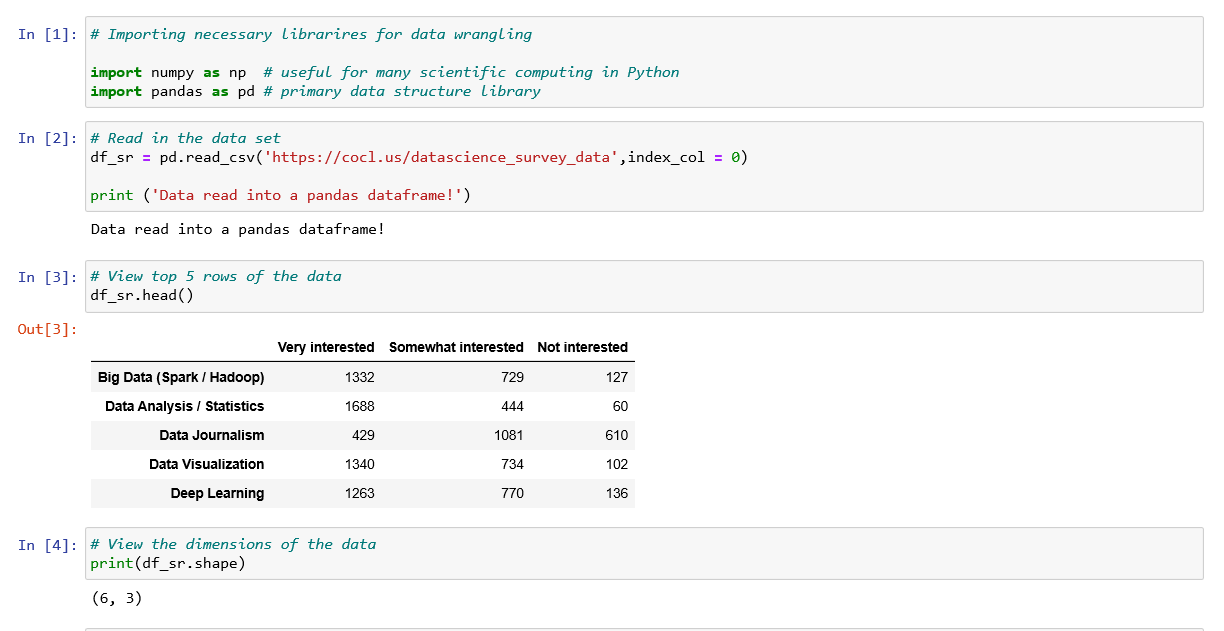 In [1]: # Importing necessary librarires for data wrangling
import numpy as np  # useful for many scientific computing in Python
import pandas as pd # primary data structure library
In [2]: # Read in the data set
df_sr = pd.read_csv('https://cocl.us/datascience_survey_data',index_col = 0)
print ('Data read into a pandas dataframe!')
Data read into a pandas dataframe!
In [3]: # View top 5 rows of the data
df_sr.head()
Out[3]:
Very interested Somewhat interested Not interested
Big Data (Spark / Hadoop) 1332 729 127
Data Analysis / Statistics 1688 444 60
Data Journalism 429 1081 610
Data Visualization 1340 734 102
Deep Learning 1263 770 136
In [4]: # View the dimensions of the data
print(df_sr.shape)
(6, 3)